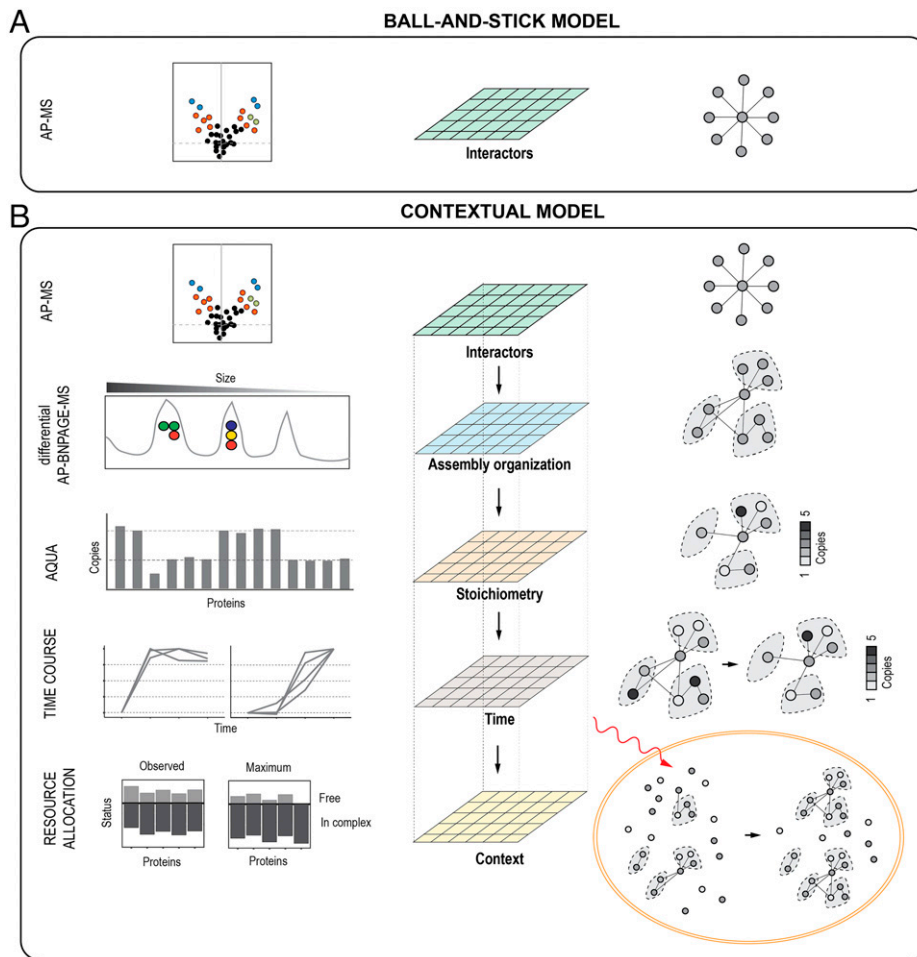 A
BALL-AND-STICK MODEL
AP-MS
Interactors
B
CONTEXTUAL MODEL
AP-MS
Interactors
differential
AP-BNPAGE-MS
Size
Assembly organization
AQUA
Copies
Proteins
Stoichiometry
1 5
Copies
TIME COURSE
Time
Time
1 5
Copies
RESOURCE
ALLOCATION
Observed
Maximum
Status
Free
In complex
Proteins
Proteins
Context